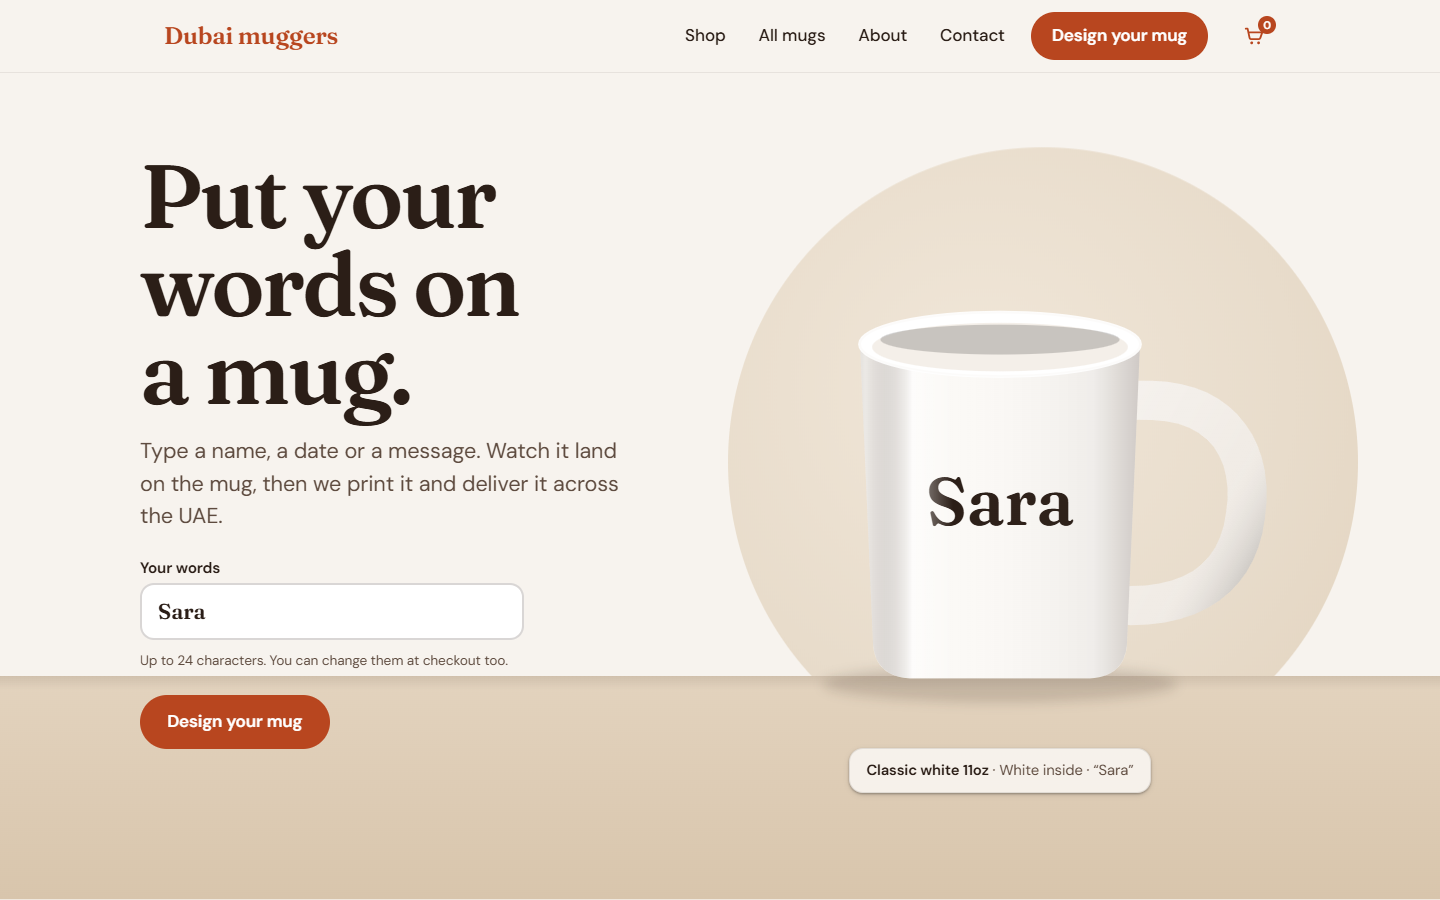 Dubai muggers
Shop
All mugs
About
Contact
Design your mug
0
Put your
words on
a mug.
Type a name, a date or a message. Watch it land
on the mug, then we print it and deliver it across
the UAE.
Your words
Sara
Up to 24 characters. You can change them at checkout too.
Design your mug
Sara
Classic white 11oz · White inside · “Sara”